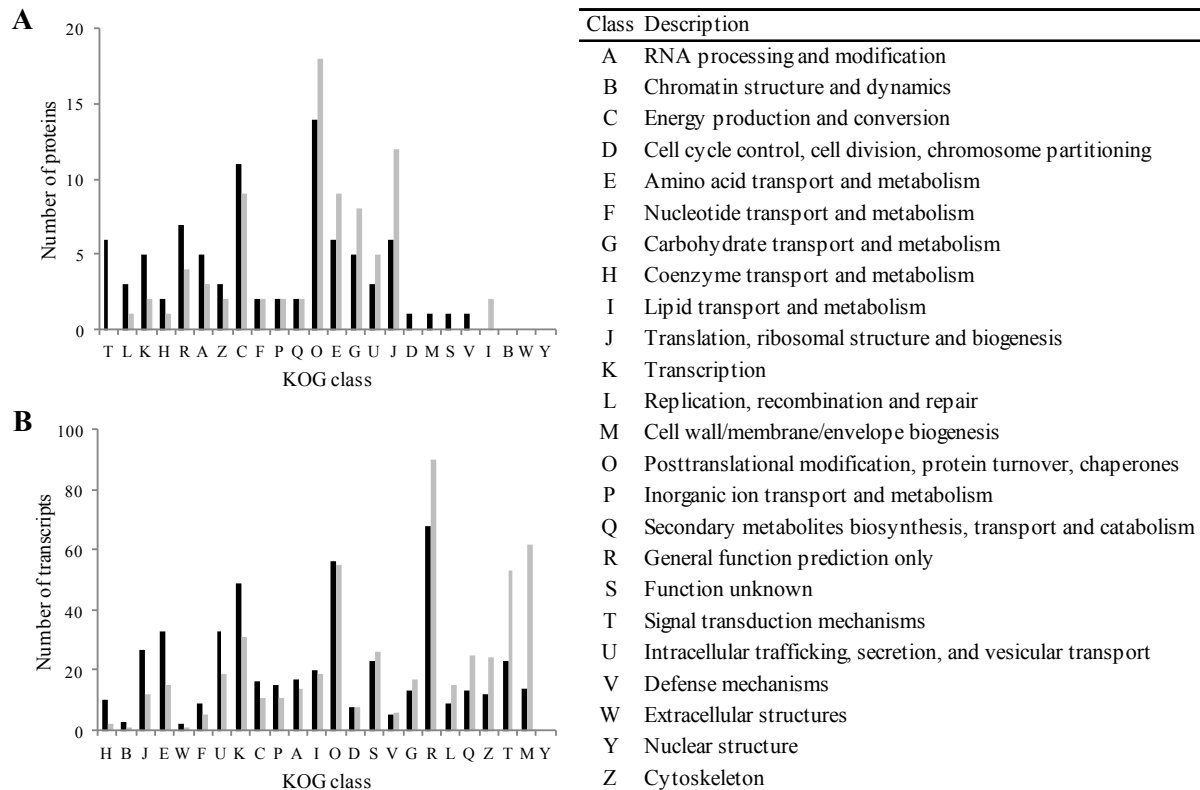 A
20
15
10
5
0
Number of proteins
T L K H R A Z C F P Q O E G U J D M S V I B W Y
KOG class
B
100
80
60
40
20
0
Number of transcripts
H B J E W F U K C P A I O D S V G R L Q Z T M Y
KOG class
Class Description
A RNA processing and modification
B Chromatin structure and dynamics
C Energy production and conversion
D Cell cycle control, cell division, chromosome partitioning
E Amino acid transport and metabolism
F Nucleotide transport and metabolism
G Carbohydrate transport and metabolism
H Coenzyme transport and metabolism
I Lipid transport and metabolism
J Translation, ribosomal structure and biogenesis
K Transcription
L Replication, recombination and repair
M Cell wall/membrane/envelope biogenesis
O Posttranslational modification, protein turnover, chaperones
P Inorganic ion transport and metabolism
Q Secondary metabolites biosynthesis, transport and catabolism
R General function prediction only
S Function unknown
T Signal transduction mechanisms
U Intracellular trafficking, secretion, and vesicular transport
V Defense mechanisms
W Extracellular structures
Y Nuclear structure
Z Cytoskeleton